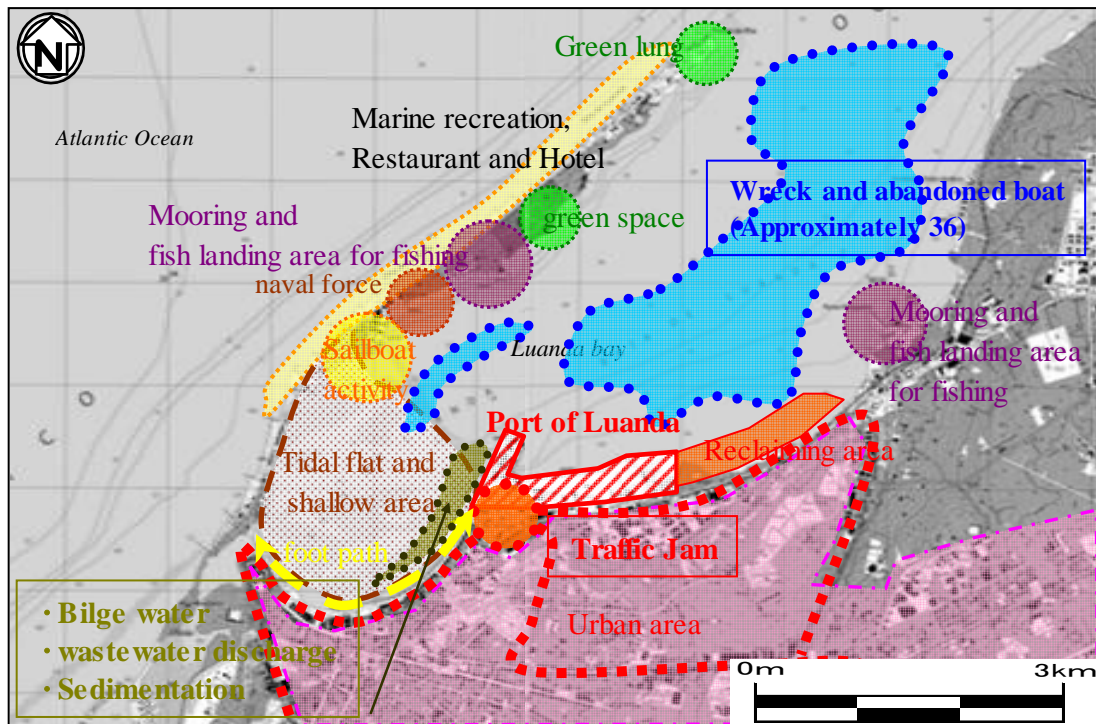 N
Green lung
Atlantic Ocean
Marine recreation,
Restaurant and Hotel
Wreck and abandoned boat
(Approximately 36)
Mooring and
fish landing area for fishing
green space
naval force
Sailboat
activity
Luanda bay
Mooring and
fish landing area
for fishing
Port of Luanda
Reclaiming area
Tidal flat and
shallow area
foot path
Traffic Jam
Urban area
・Bilge water
・wastewater discharge
・Sedimentation
0m 3km